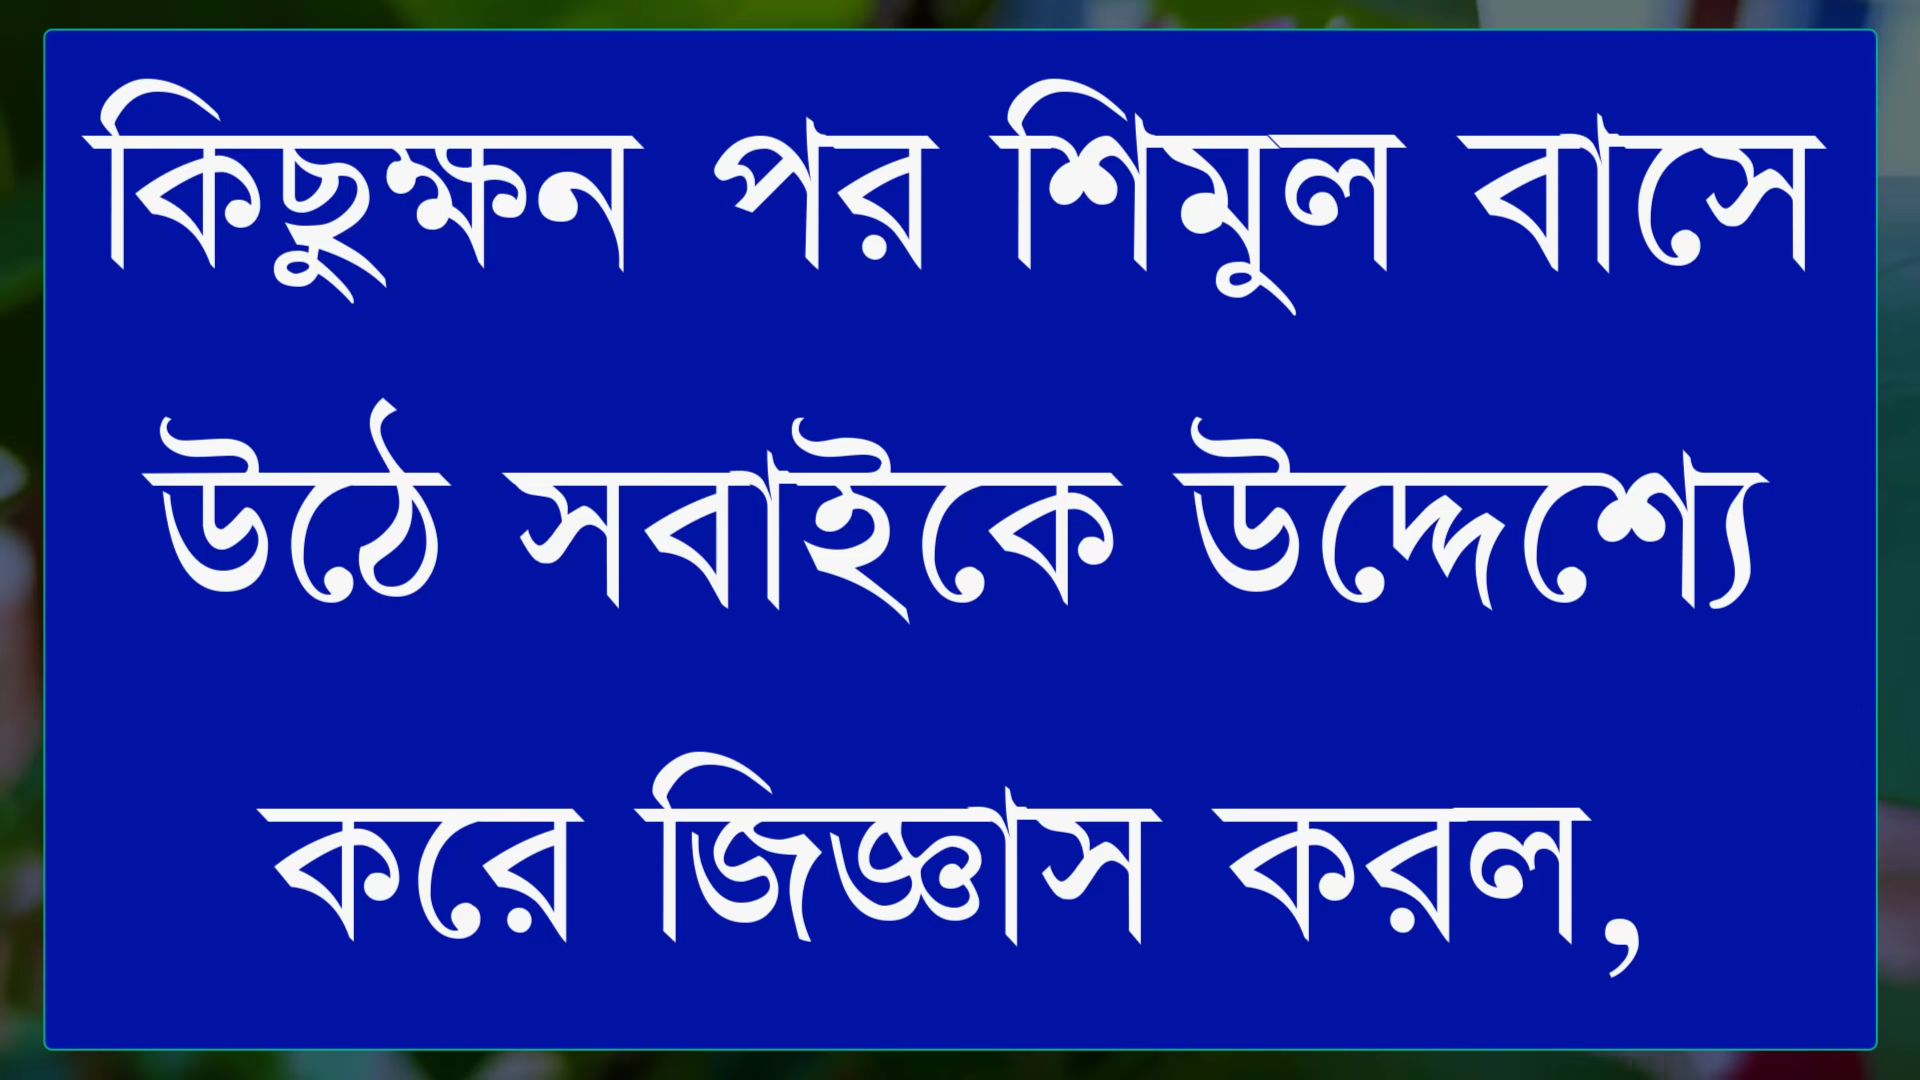 কিছুক্ষন পর শিমুল বাসে
উঠে সবাইকে উদ্দেশ্যে
করে জিজ্ঞাস করল,